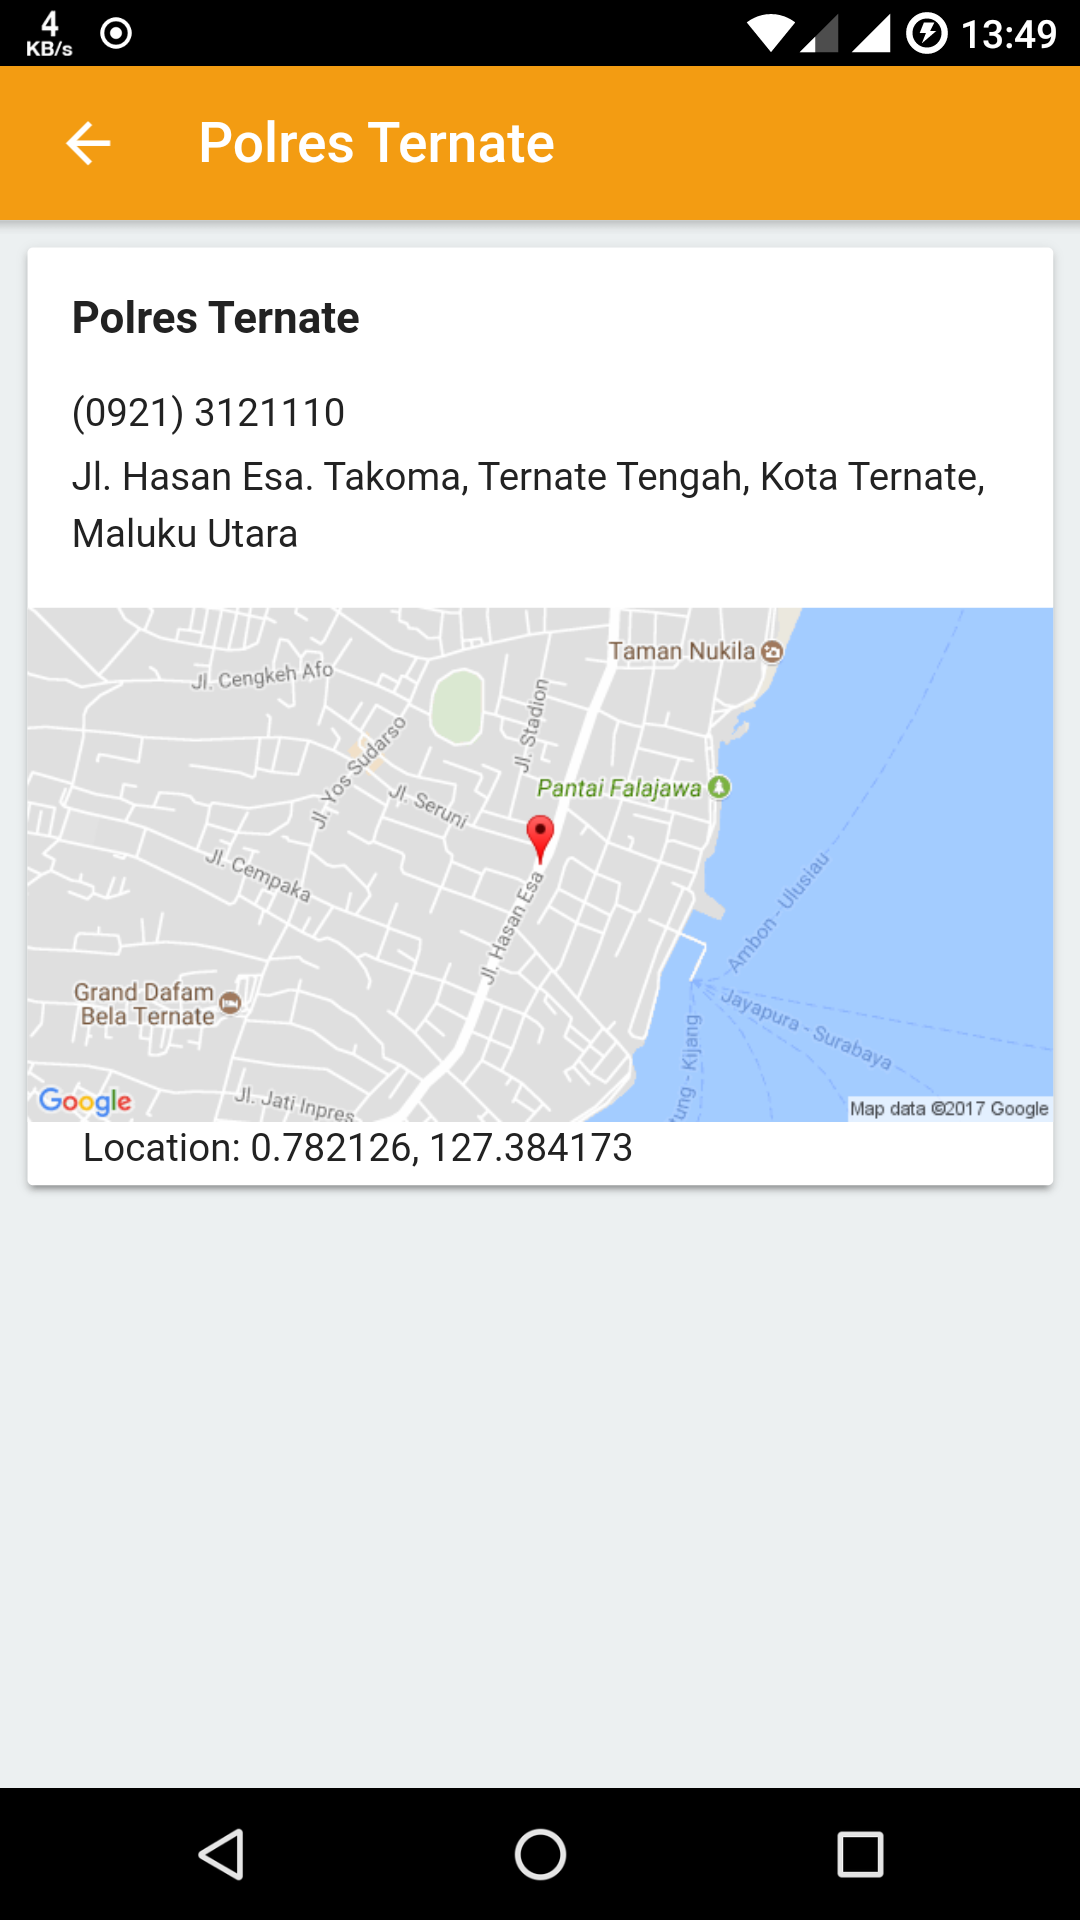 4
KB/s
13:49
Polres Ternate
Polres Ternate
(0921) 3121110
Jl. Hasan Esa. Takoma, Ternate Tengah, Kota Ternate,
Maluku Utara
Taman Nukila
Jl. Cengkeh Afo
Jl. Stadion
Jl. Yos Sudarso
Pantai Falajawa
Jl. Seruni
Jl. Cempaka
Jl. Hasan Esa
Ambon - Ulusiau
Grand Dafam
Bela Ternate
Jayapura - Surabaya
tung - Kijang
Jl. Jati Inpres
Google
Map data ©2017 Google
Location: 0.782126, 127.384173